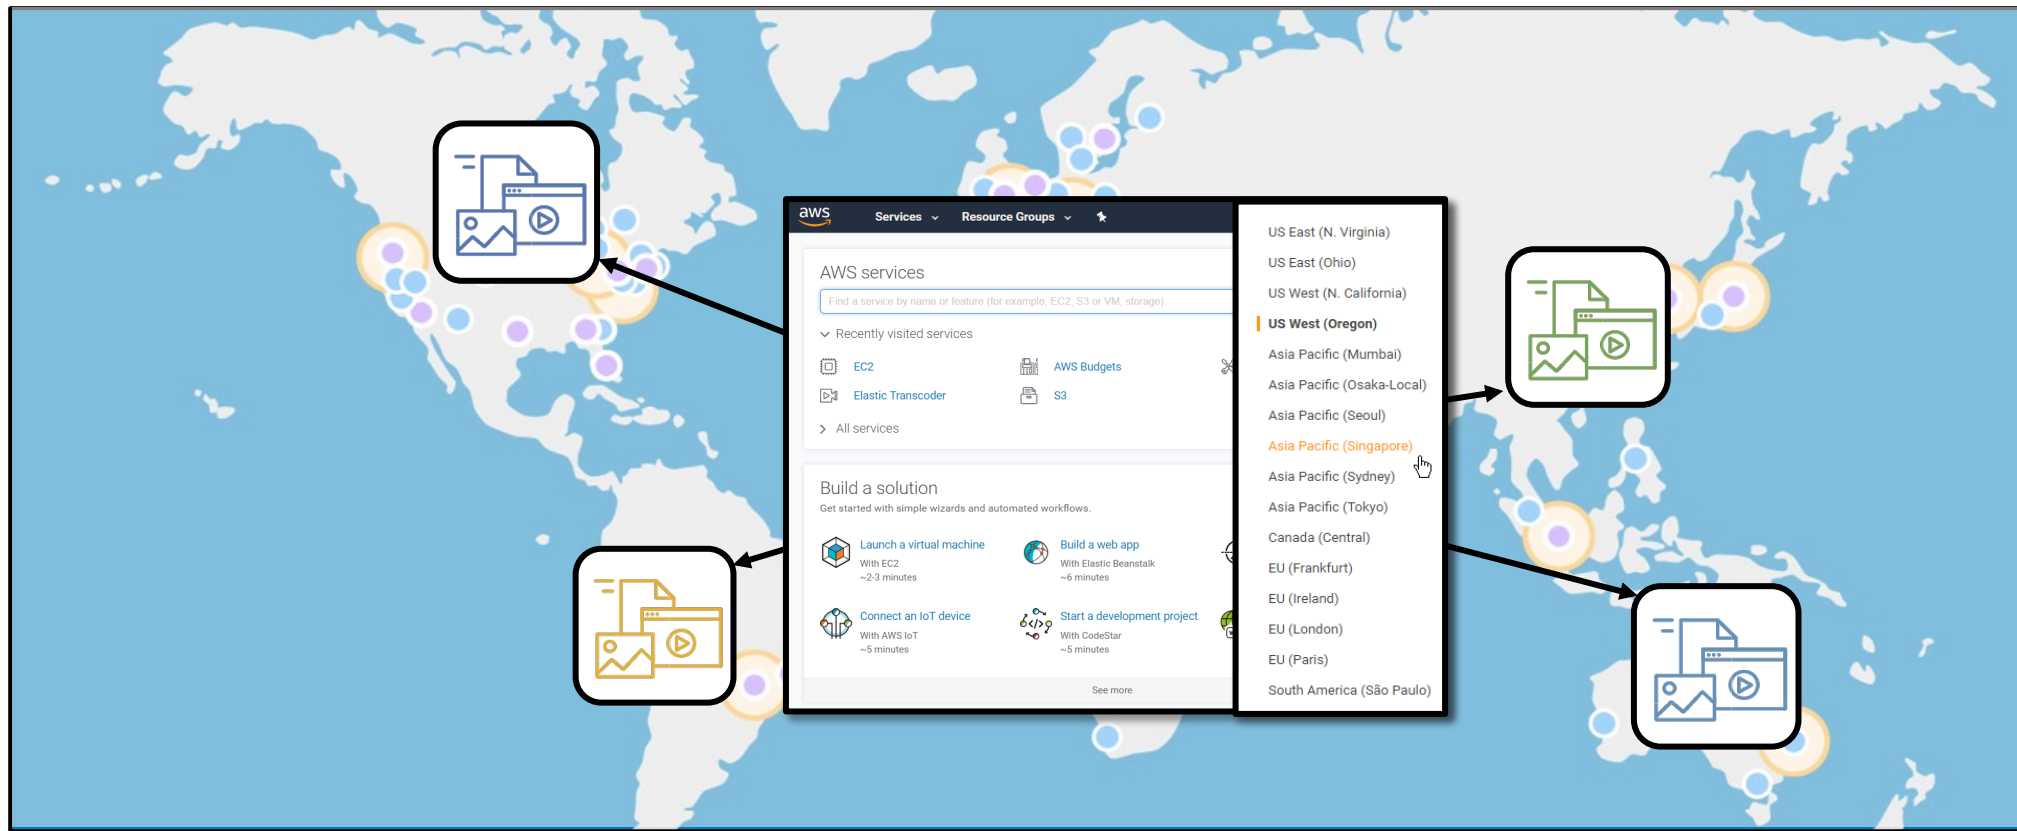 aws
Services
Resource Groups
AWS services
Find a service by name or feature (for example, EC2, S3 or VM, storage).
Recently visited services
EC2
AWS Budgets
Elastic Transcoder
S3
All services
Build a solution
Get started with simple wizards and automated workflows.
Launch a virtual machine
With EC2
~2-3 minutes
Build a web app
With Elastic Beanstalk
~6 minutes
Connect an IoT device
With AWS IoT
~5 minutes
Start a development project
With CodeStar
~5 minutes
See more
US East (N. Virginia)
US East (Ohio)
US West (N. California)
US West (Oregon)
Asia Pacific (Mumbai)
Asia Pacific (Osaka-Local)
Asia Pacific (Seoul)
Asia Pacific (Singapore)
Asia Pacific (Sydney)
Asia Pacific (Tokyo)
Canada (Central)
EU (Frankfurt)
EU (Ireland)
EU (London)
EU (Paris)
South America (São Paulo)